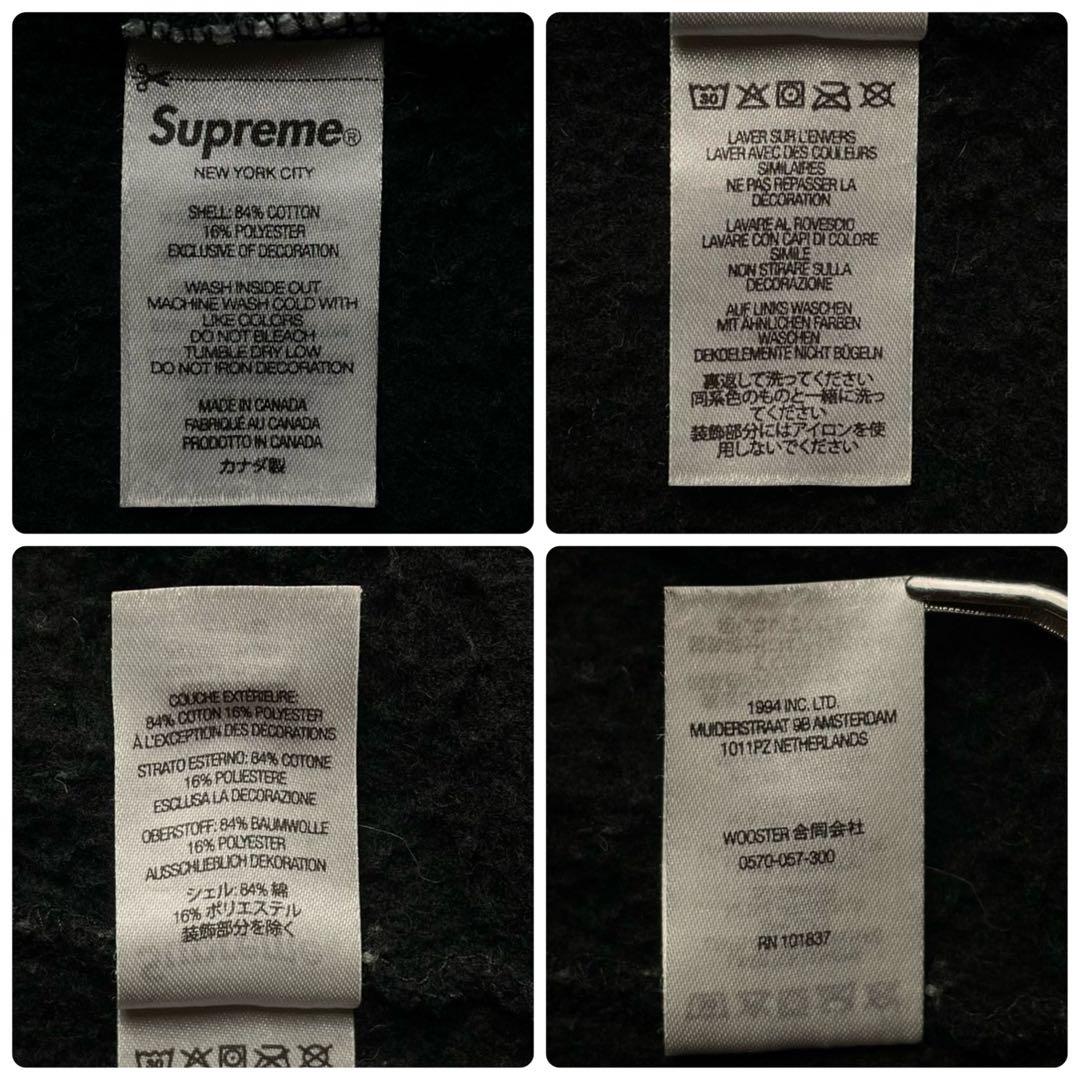 Supreme®
NEW YORK CITY
SHELL: 84% COTTON
16% POLYESTER
EXCLUSIVE OF DECORATION
WASH INSIDE OUT
MACHINE WASH COLD WITH
LIKE COLORS
DO NOT BLEACH
TUMBLE DRY LOW
DO NOT IRON DECORATION
MADE IN CANADA
FABRIQUÉ AU CANADA
PRODOTTO IN CANADA
カナダ製
30
LAVER SUR L'ENVERS
LAVER AVEC DES COULEURS
SIMILAIRES
NE PAS REPASSER LA
DÉCORATION
LAVARE AL ROVESCIO
LAVARE CON CAPI DI COLORE
SIMILE
NON STIRARE SULLA
DECORAZIONE
AUF LINKS WASCHEN
MIT ÄHNLICHEN FARBEN
WASCHEN
DEKOELEMENTE NICHT BÜGELN
裏返して洗ってください
同系色のものと一緒に洗っ
てください
装飾部分にはアイロンを使
用しないでください
COUCHE EXTÉRIEURE:
84% COTON 16% POLYESTER
À L'EXCEPTION DES DÉCORATIONS
STRATO ESTERNO: 84% COTONE
16% POLIESTERE
ESCLUSA LA DECORAZIONE
OBERSTOFF: 84% BAUMWOLLE
16% POLYESTER
AUSSCHLIEBLICH DEKORATION
シェル: 84% 綿
16% ポリエステル
装飾部分を除く
30
1994 INC. LTD.
MUIDERSTRAAT 9B AMSTERDAM
1011PZ NETHERLANDS
WOOSTER 合同会社
0570-057-300
RN 101837